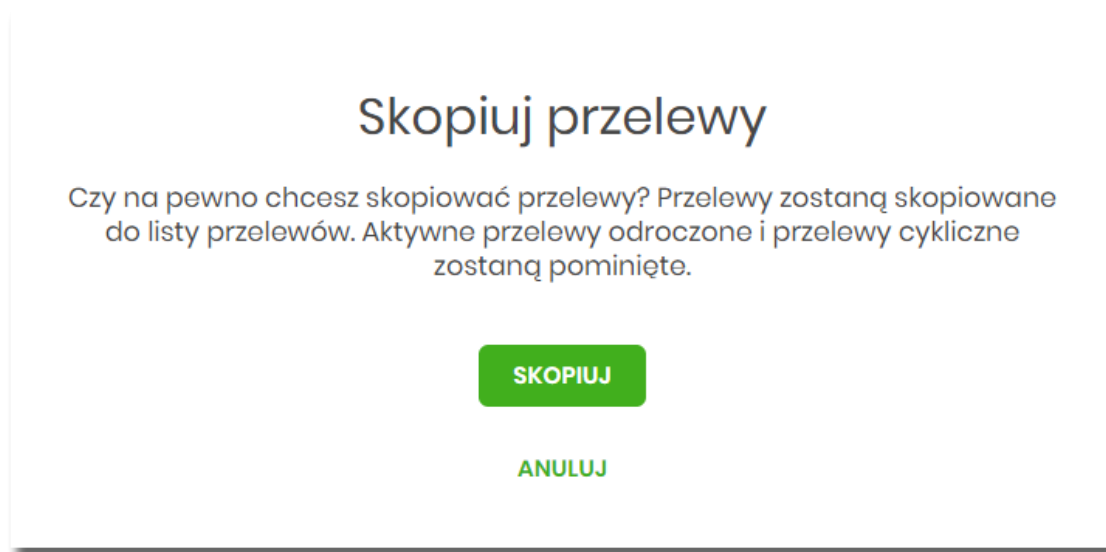 Skopiuj przelewy
Czy na pewno chcesz skopiować przelewy? Przelewy zostaną skopiowane
do listy przelewów. Aktywne przelewy odroczone i przelewy cykliczne
zostaną pominięte.
SKOPIUJ
ANULUJ